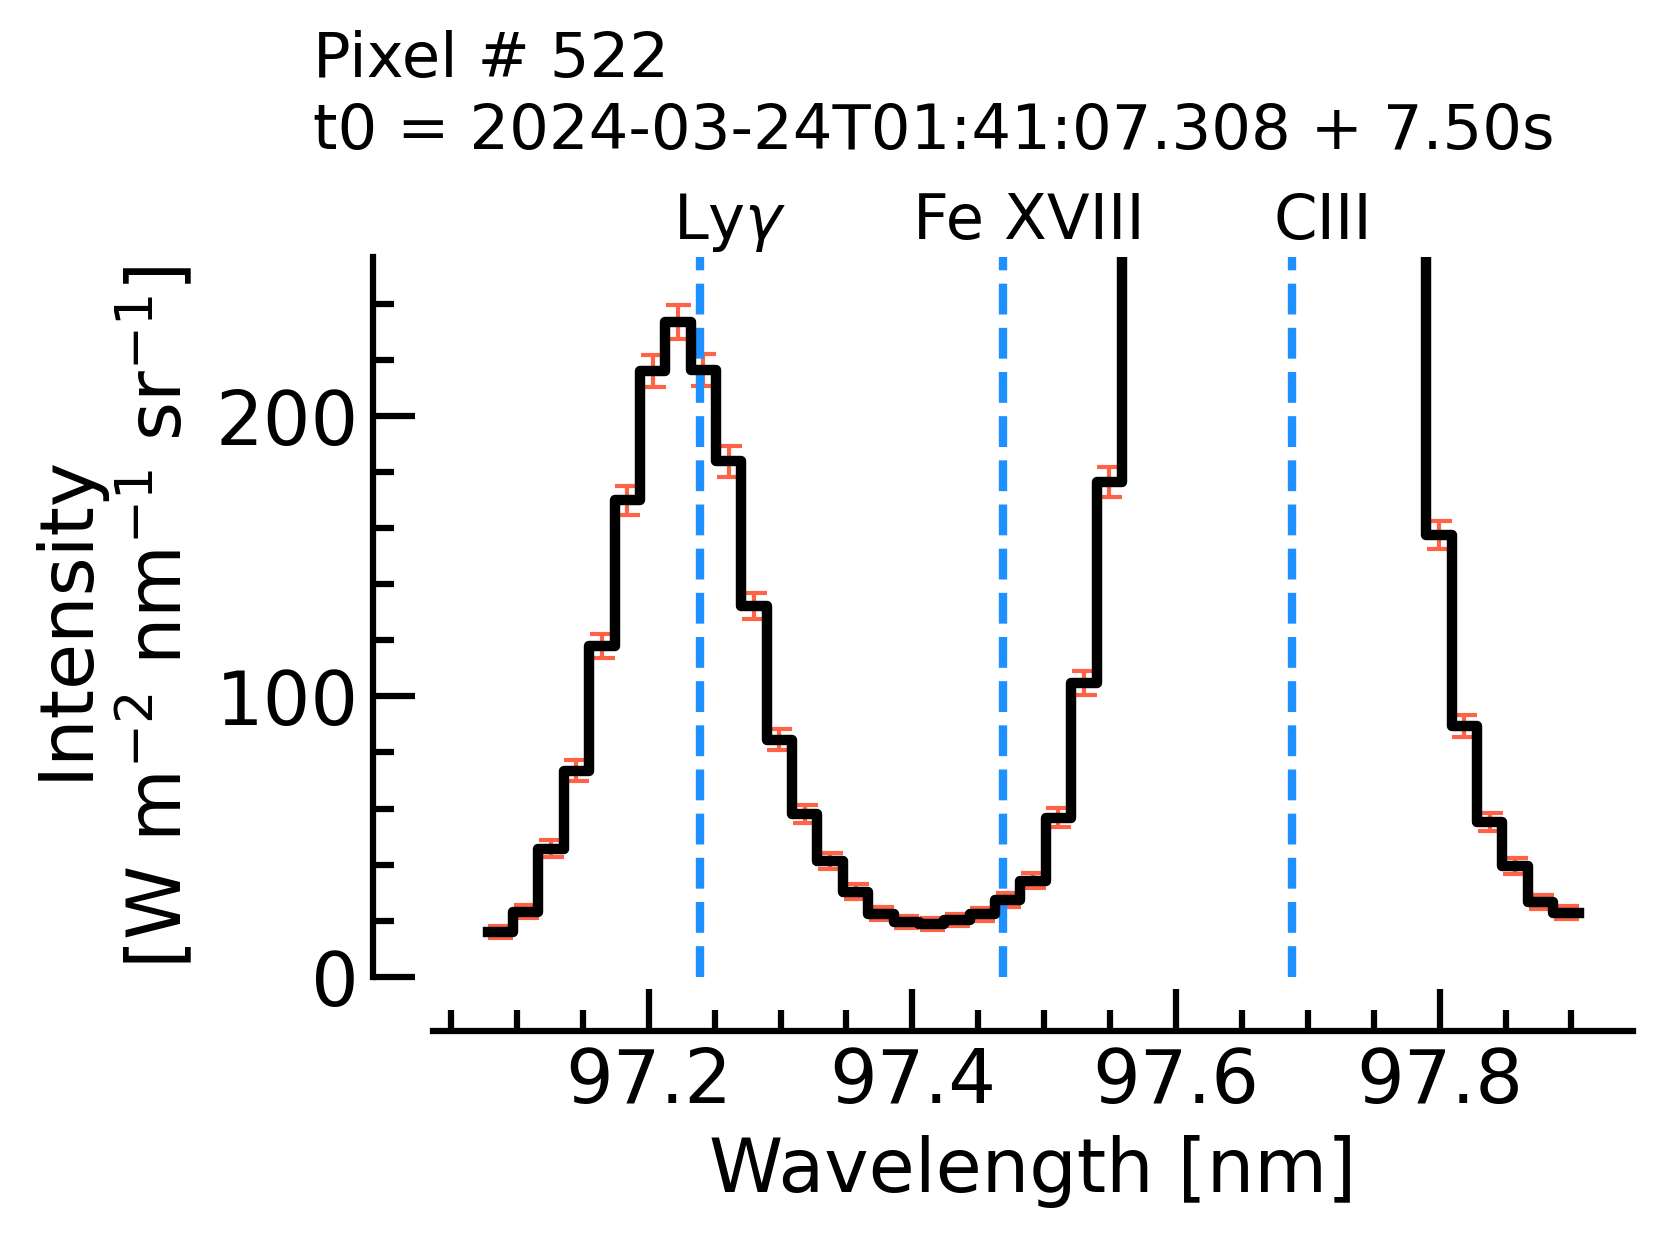 Pixel # 522
t0 = 2024-03-24T01:41:07.308 + 7.50s
Lyγ Fe XVIII CIII
Intensity
[W m⁻² nm⁻¹ sr⁻¹]
200
100
0
97.2 97.4 97.6 97.8
Wavelength [nm]